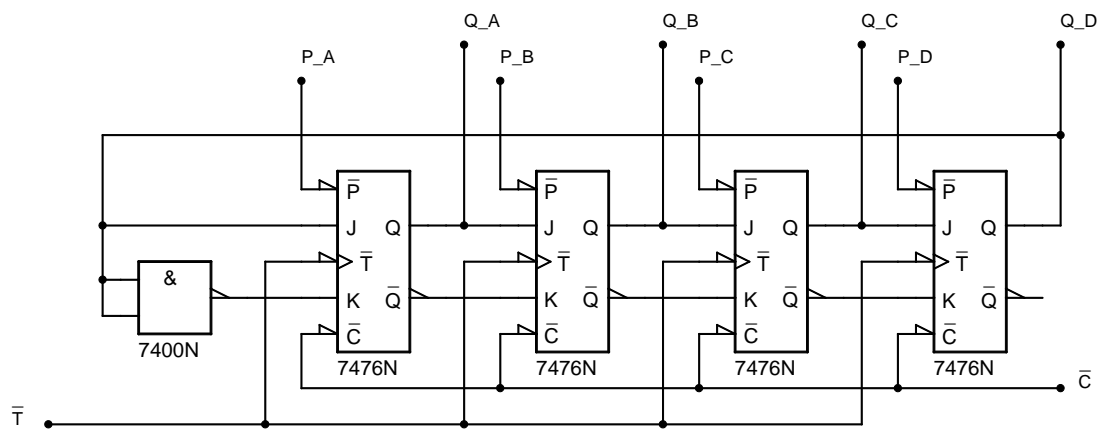 Q_A
Q_B
Q_C
Q_D
P_A
P_B
P_C
P_D
P̅
P̅
P̅
P̅
J Q
J Q
J Q
J Q
&
T̅
T̅
T̅
T̅
K Q̅
K Q̅
K Q̅
K Q̅
C̅
C̅
C̅
C̅
7400N
7476N
7476N
7476N
7476N
C̅
T̅